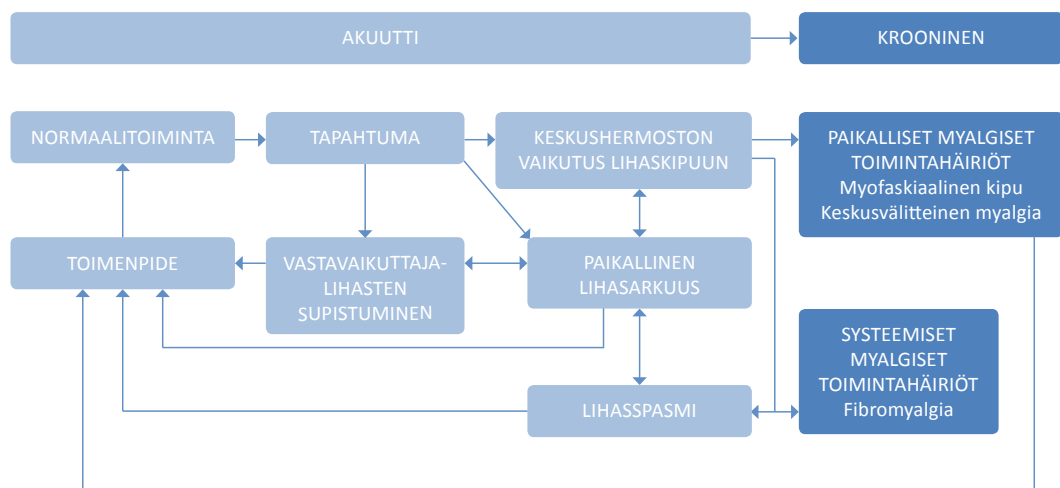 AKUUTTI
KROONINEN
NORMAALITOIMINTA
TAPAHTUMA
KESKUSHERMOSTON
VAIKUTUS LIHASKIPUUN
PAIKALLISET MYALGISET
TOIMINTAHÄIRIÖT
Myofaskiaalinen kipu
Keskusvälitteinen myalgia
TOIMENPIDE
VASTAVAIKUTTAJA-
LIHASTEN
SUPISTUMINEN
PAIKALLINEN
LIHASARKUUS
SYSTEEMISET
MYALGISET
TOIMINTAHÄIRIÖT
Fibromyalgia
LIHASSPASMI